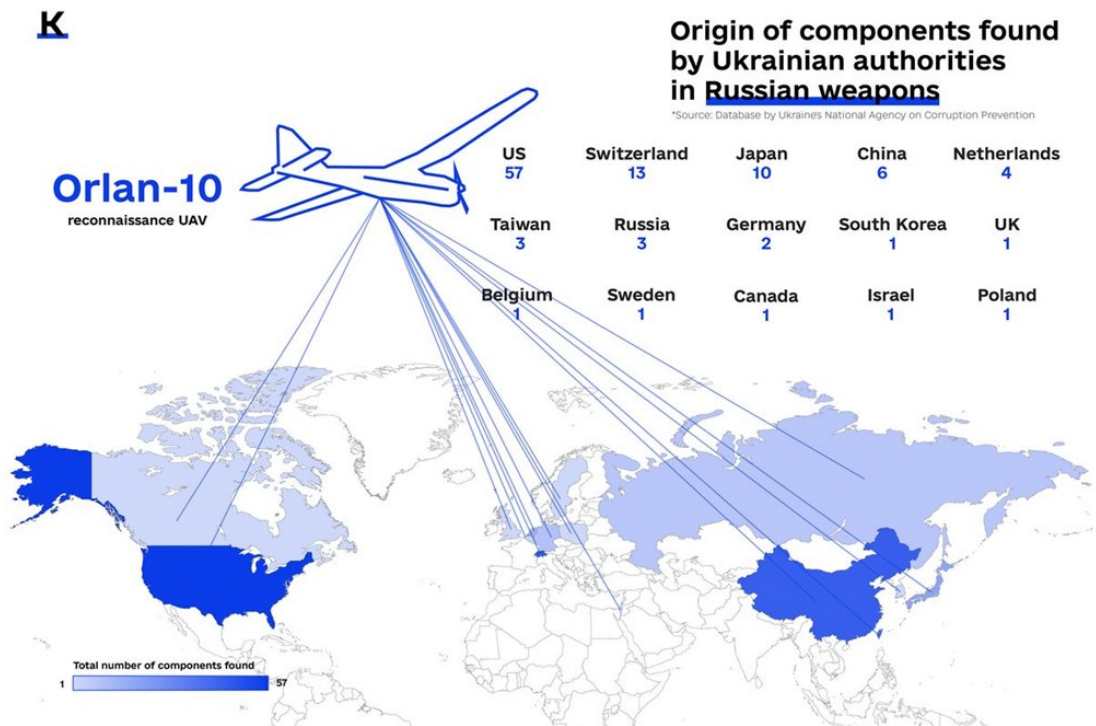 K
Origin of components found
by Ukrainian authorities
in Russian weapons
*Source: Database by Ukraine's National Agency on Corruption Prevention
Orlan-10
reconnaissance UAV
US Switzerland Japan China Netherlands
57 13 10 6 4
Taiwan Russia Germany South Korea UK
3 3 2 1 1
Belgium Sweden Canada Israel Poland
1 1 1 1 1
Total number of components found
1 57